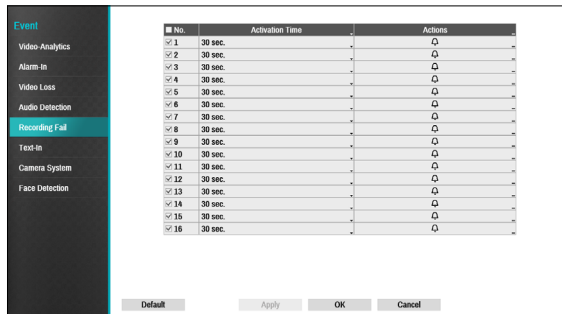 Event
Video-Analytics
Alarm-In
Video Loss
Audio Detection
Recording Fail
Text-In
Camera System
Face Detection
No. Activation Time Actions
1 30 sec.
2 30 sec.
3 30 sec.
4 30 sec.
5 30 sec.
6 30 sec.
7 30 sec.
8 30 sec.
9 30 sec.
10 30 sec.
11 30 sec.
12 30 sec.
13 30 sec.
14 30 sec.
15 30 sec.
16 30 sec.
Default Apply OK Cancel